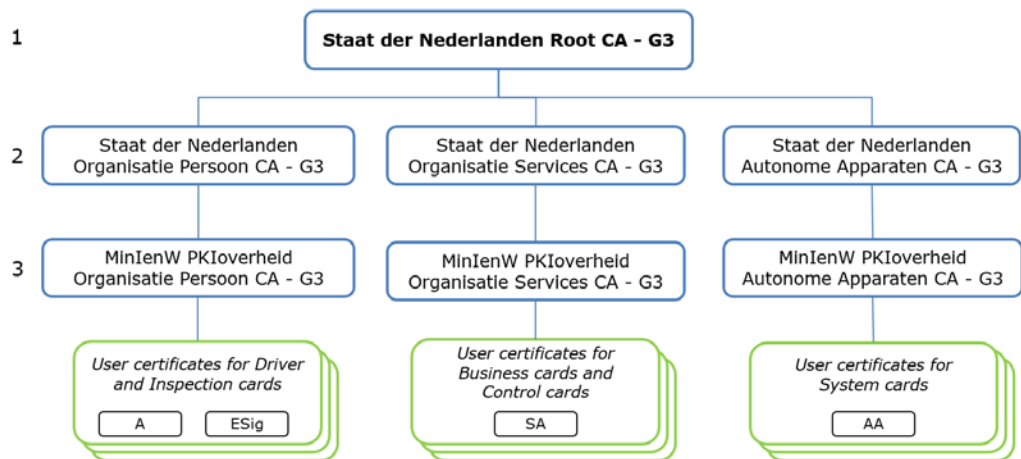 1
Staat der Nederlanden Root CA - G3
2
Staat der Nederlanden
Organisatie Persoon CA - G3
Staat der Nederlanden
Organisatie Services CA - G3
Staat der Nederlanden
Autonome Apparaten CA - G3
3
MinIenW PKIoverheid
Organisatie Persoon CA - G3
MinIenW PKIoverheid
Organisatie Services CA - G3
MinIenW PKIoverheid
Autonome Apparaten CA - G3
User certificates for Driver
and Inspection cards
A
ESig
User certificates for
Business cards and
Control cards
SA
User certificates for
System cards
AA